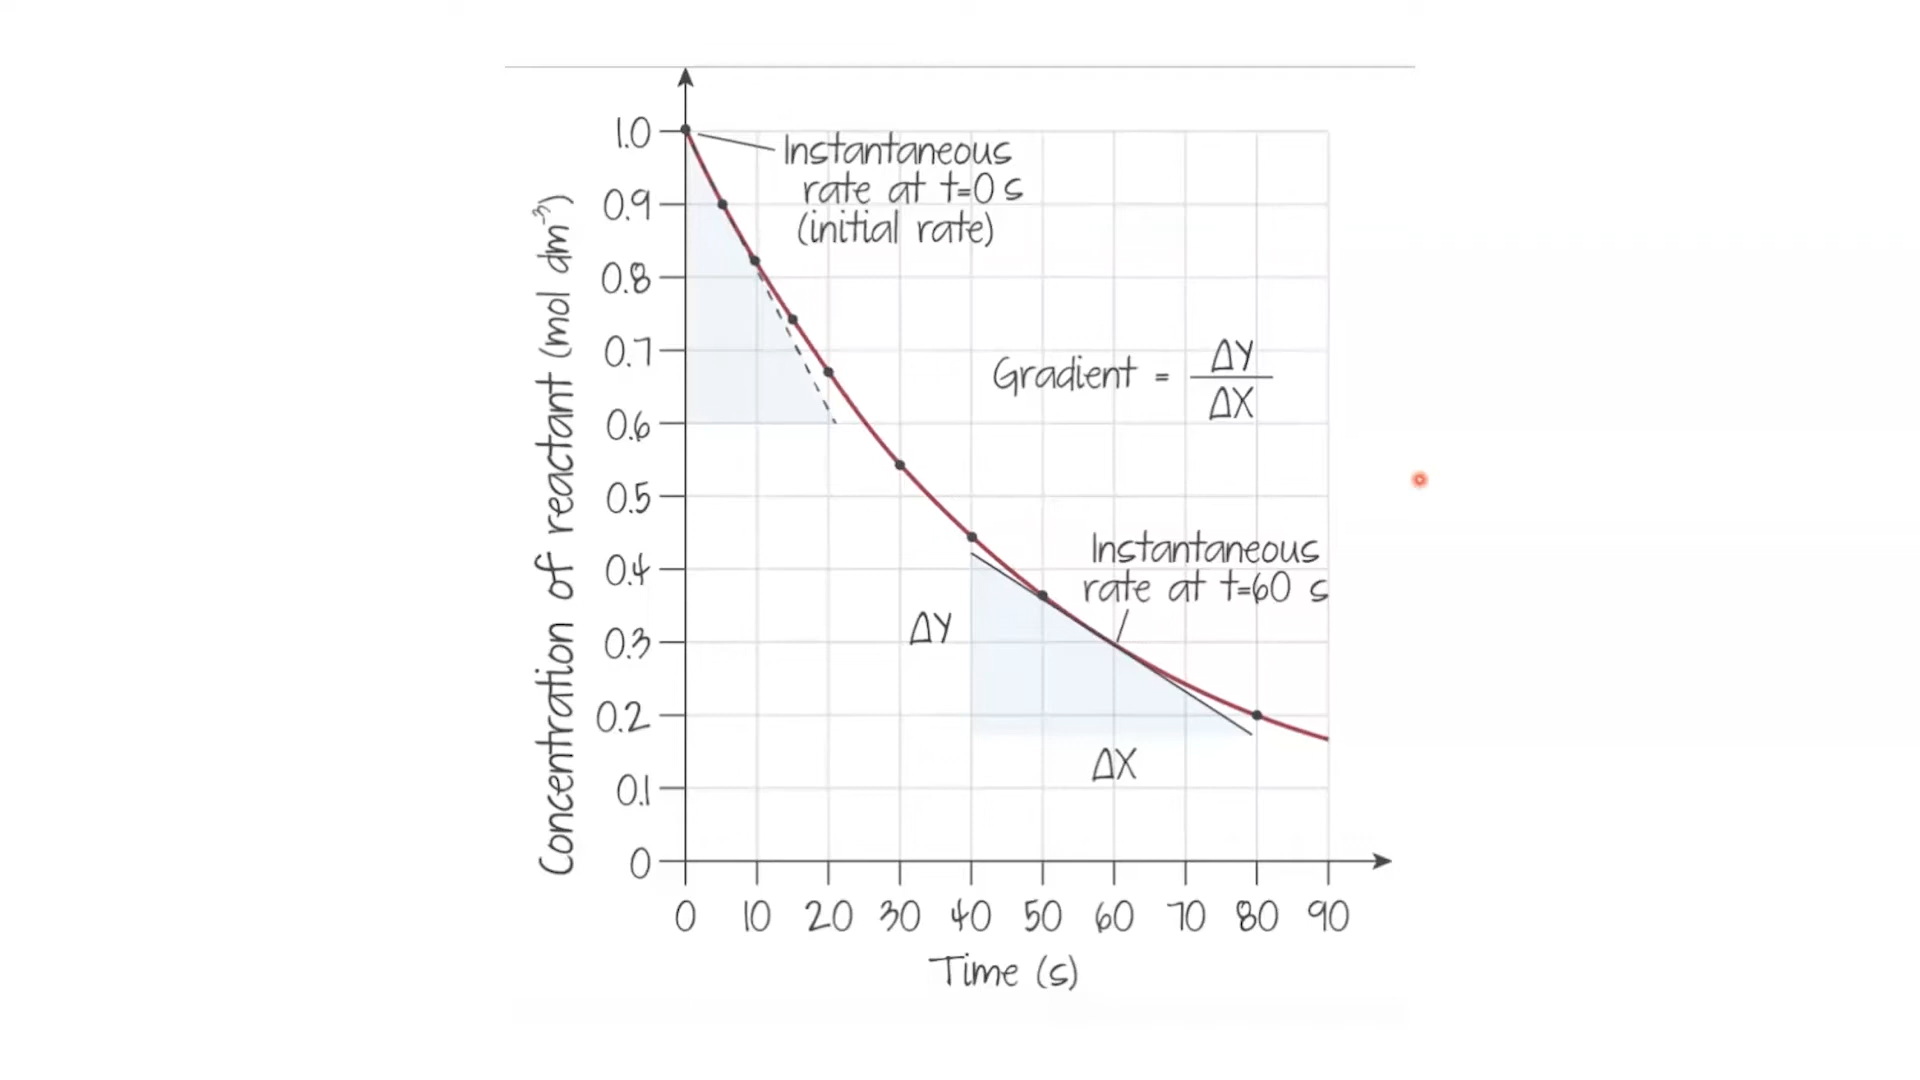 1.0
0.9
0.8
0.7
0.6
0.5
0.4
0.3
0.2
0.1
0
Concentration of reactant (mol dm⁻³)
Instantaneous
rate at t=0 s
(initial rate)
Gradient = ΔY
ΔX
Instantaneous
rate at t=60 s
ΔY
ΔX
0 10 20 30 40 50 60 70 80 90
Time (s)